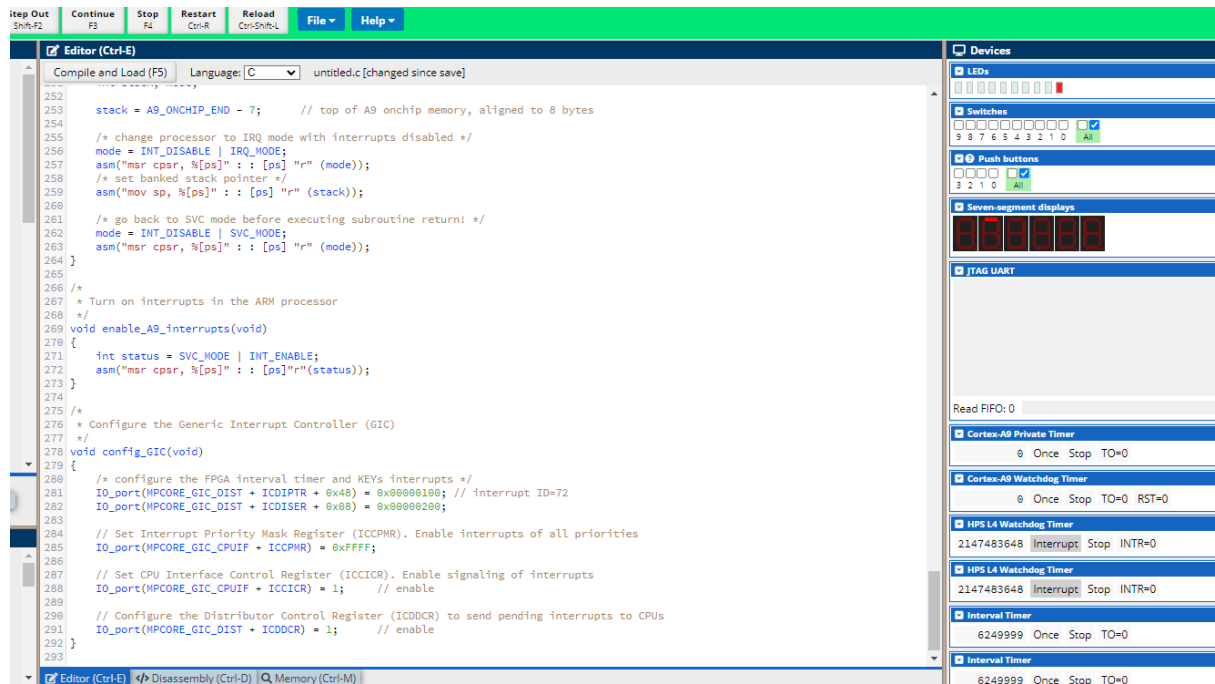 Step Out Continue Stop Restart Reload File Help
Shift-F2 F3 F4 Ctrl-R Ctrl-Shift-L
Editor (Ctrl-E)
Compile and Load (F5) Language: C untitled.c [changed since save]
252
253 stack = A9_ONCHIP_END - 7; // top of A9 onchip memory, aligned to 8 bytes
254
255 /* change processor to IRQ mode with interrupts disabled */
256 mode = INT_DISABLE | IRQ_MODE;
257 asm("msr cpsr, %[ps]" : : [ps] "r" (mode));
258 /* set banked stack pointer */
259 asm("mov sp, %[ps]" : : [ps] "r" (stack));
260
261 /* go back to SVC mode before executing subroutine return! */
262 mode = INT_DISABLE | SVC_MODE;
263 asm("msr cpsr, %[ps]" : : [ps] "r" (mode));
264 }
265
266 /*
267 * Turn on interrupts in the ARM processor
268 */
269 void enable_A9_interrupts(void)
270 {
271 int status = SVC_MODE | INT_ENABLE;
272 asm("msr cpsr, %[ps]" : : [ps]"r"(status));
273 }
274
275 /*
276 * Configure the Generic Interrupt Controller (GIC)
277 */
278 void config_GIC(void)
279 {
280 /* configure the FPGA interval timer and KEYs interrupts */
281 IO_port(MPCORE_GIC_DIST + ICDIPTR + 0x48) = 0x00000100; // interrupt ID=72
282 IO_port(MPCORE_GIC_DIST + ICDISER + 0x08) = 0x00000200;
283
284 // Set Interrupt Priority Mask Register (ICCPMR). Enable interrupts of all priorities
285 IO_port(MPCORE_GIC_CPUIF + ICCPMR) = 0xFFFF;
286
287 // Set CPU Interface Control Register (ICCICR). Enable signaling of interrupts
288 IO_port(MPCORE_GIC_CPUIF + ICCICR) = 1; // enable
289
290 // Configure the Distributor Control Register (ICDDCR) to send pending interrupts to CPUs
291 IO_port(MPCORE_GIC_DIST + ICDDCR) = 1; // enable
292 }
293
Editor (Ctrl-E) Disassembly (Ctrl-D) Memory (Ctrl-M)
Devices
LEDs
Switches
9 8 7 6 5 4 3 2 1 0 All
Push buttons
3 2 1 0 All
Seven-segment displays
JTAG UART
Read FIFO: 0
Cortex-A9 Private Timer
0 Once Stop TO=0
Cortex-A9 Watchdog Timer
0 Once Stop TO=0 RST=0
HPS L4 Watchdog Timer
2147483648 Interrupt Stop INTR=0
HPS L4 Watchdog Timer
2147483648 Interrupt Stop INTR=0
Interval Timer
6249999 Once Stop TO=0
Interval Timer
6249999 Once Stop TO=0